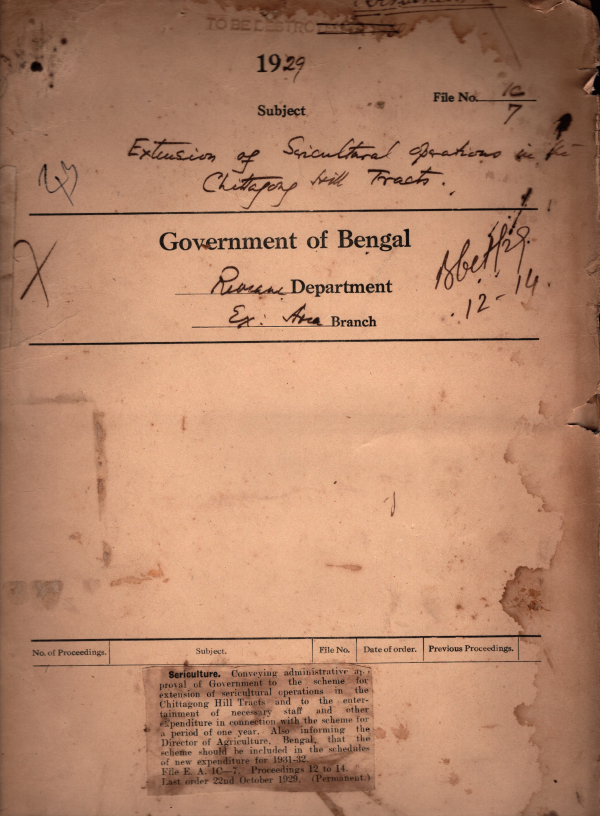 TO BE DESTROYED
1929
File No. 1C/7
Subject
Extension of Sericultural operations in the
Chittagong Hill Tracts.
Government of Bengal
Revenue Department
Ex: Area Branch
12-14.
No. of Proceedings. Subject. File No. Date of order. Previous Proceedings.
Sericulture. Conveying administrative ap-
proval of Government to the scheme for
extension of sericultural operations in the
Chittagong Hill Tracts and to the enter-
tainment of necessary staff and other
expenditure in connection with the scheme for
a period of one year. Also informing the
Director of Agriculture, Bengal, that the
scheme should be included in the schedules
of new expenditure for 1931-32.
File E. A. 1C—7. Proceedings 12 to 14.
Last order 22nd October 1929. (Permanent.)